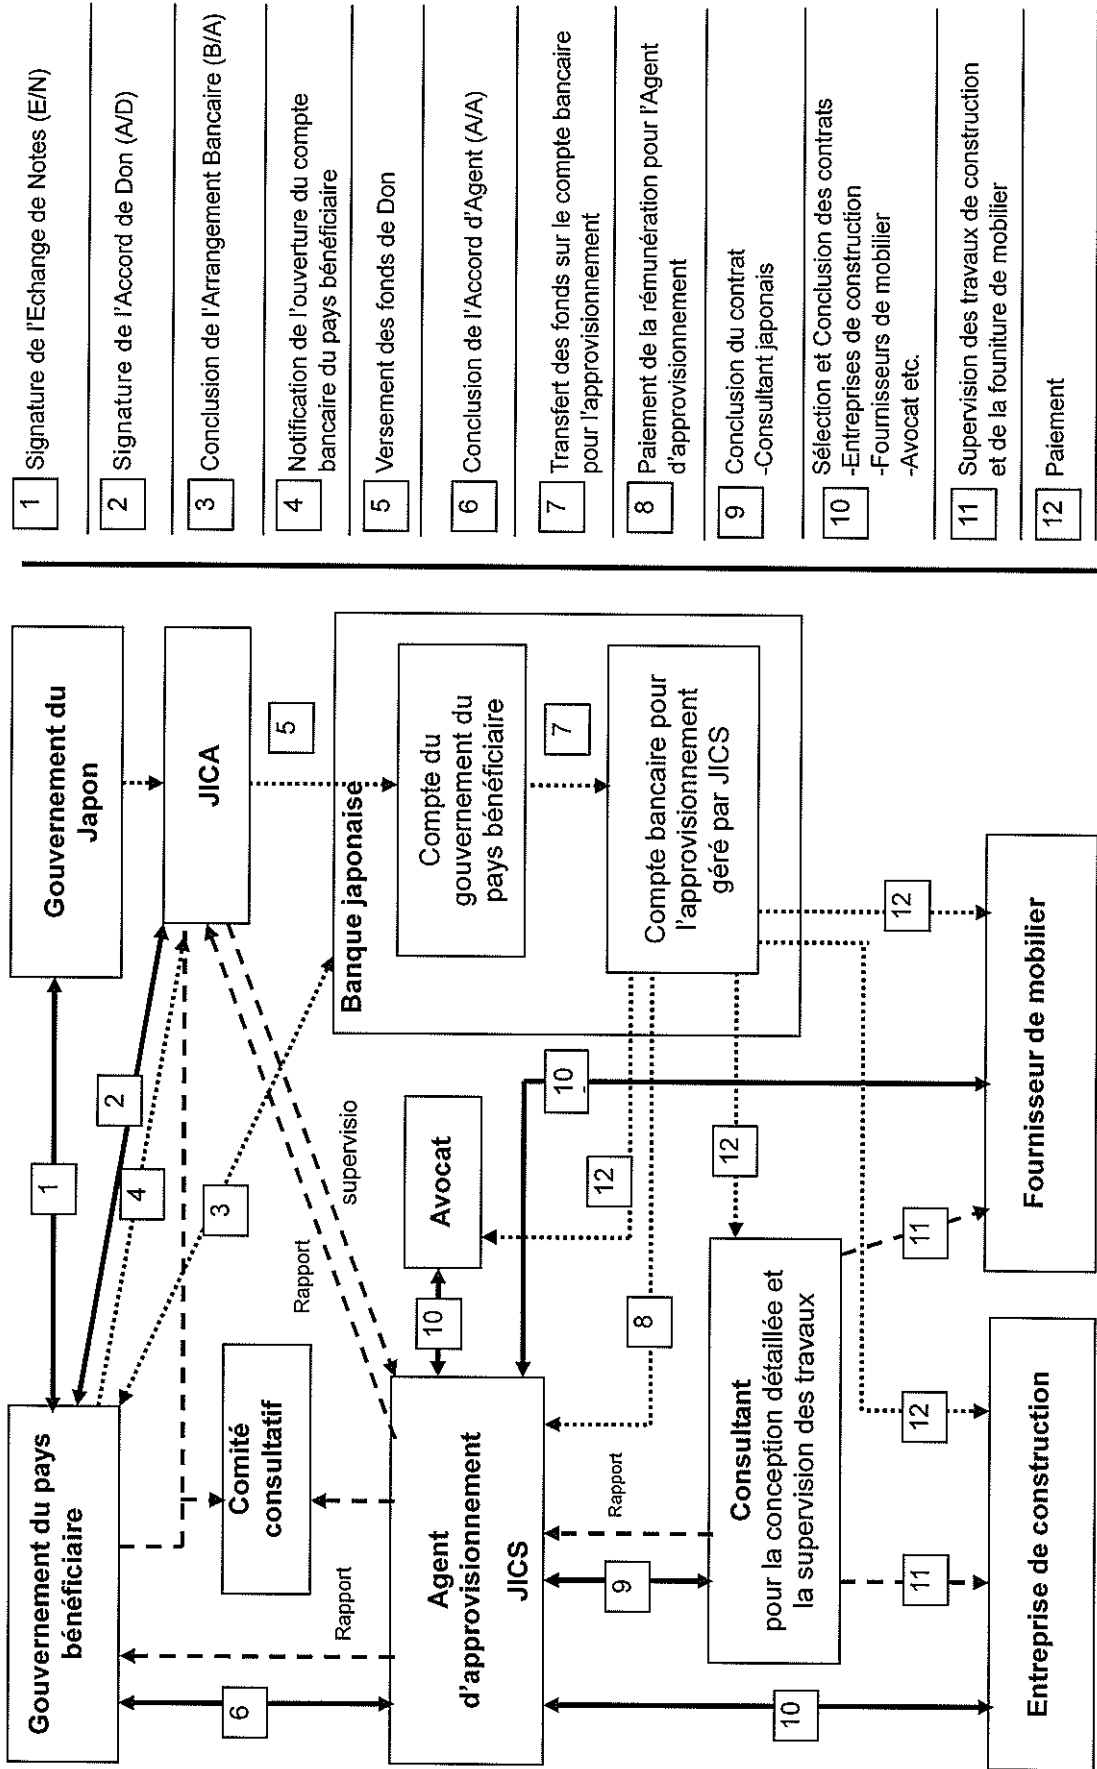 Gouvernement du pays
bénéficiaire
1
Gouvernement du
Japon
2
4
3
JICA
5
Comité
consultatif
Rapport
supervisio
Rapport
6
Banque japonaise
Compte du
gouvernement du
pays bénéficiaire
7
Compte bancaire pour
l'approvisionnement
géré par JICS
Agent
d'approvisionnement
JICS
10
Avocat
12
8
10
Rapport
9
12
12
Consultant
pour la conception détaillée et
la supervision des travaux
10
11
12
11
Entreprise de construction
Fournisseur de mobilier
1
Signature de l'Echange de Notes (E/N)
2
Signature de l'Accord de Don (A/D)
3
Conclusion de l'Arrangement Bancaire (B/A)
4
Notification de l'ouverture du compte
bancaire du pays bénéficiaire
5
Versement des fonds de Don
6
Conclusion de l'Accord d'Agent (A/A)
7
Transfert des fonds sur le compte bancaire
pour l'approvisionnement
8
Paiement de la rémunération pour l'Agent
d'approvisionnement
9
Conclusion du contrat
-Consultant japonais
10
Sélection et Conclusion des contrats
-Entreprises de construction
-Fournisseurs de mobilier
-Avocat etc.
11
Supervision des travaux de construction
et de la founiture de mobilier
12
Paiement